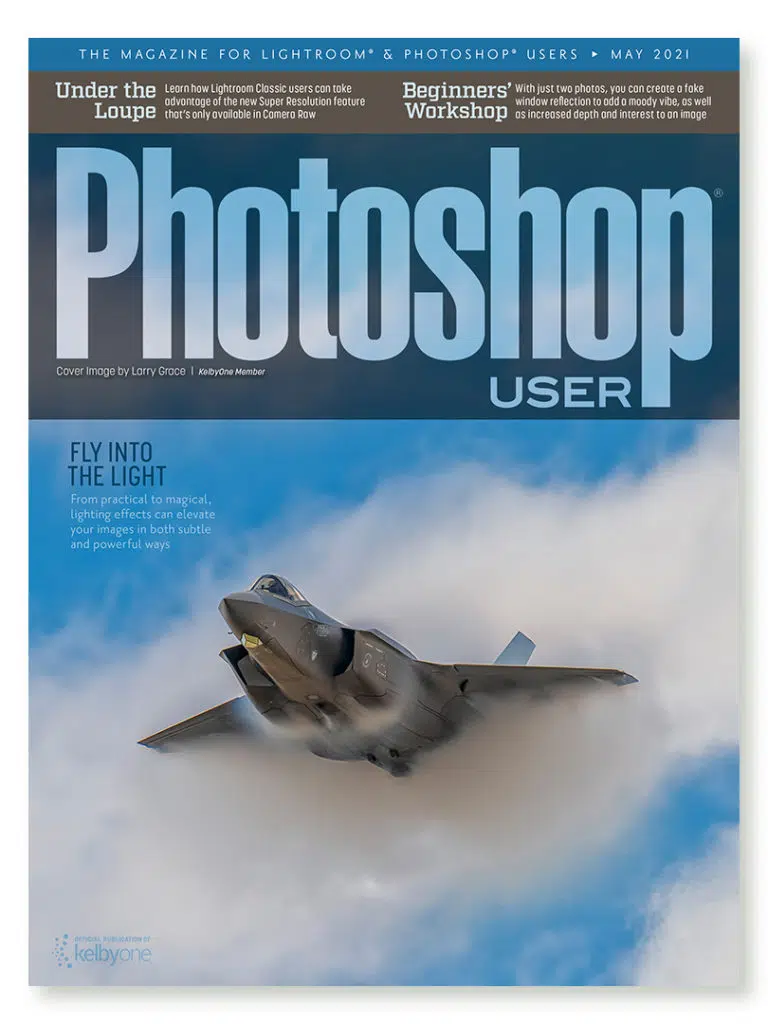 THE MAGAZINE FOR LIGHTROOM® & PHOTOSHOP® USERS ▸ MAY 2021
Under the
Loupe
Learn how Lightroom Classic users can take
advantage of the new Super Resolution feature
that's only available in Camera Raw
Beginners'
Workshop
With just two photos, you can create a fake
window reflection to add a moody vibe, as well
as increased depth and interest to an image
Photoshop®
USER
Cover Image by Larry Grace | KelbyOne Member
FLY INTO
THE LIGHT
From practical to magical,
lighting effects can elevate
your images in both subtle
and powerful ways
OFFICIAL PUBLICATION OF
kelbyone